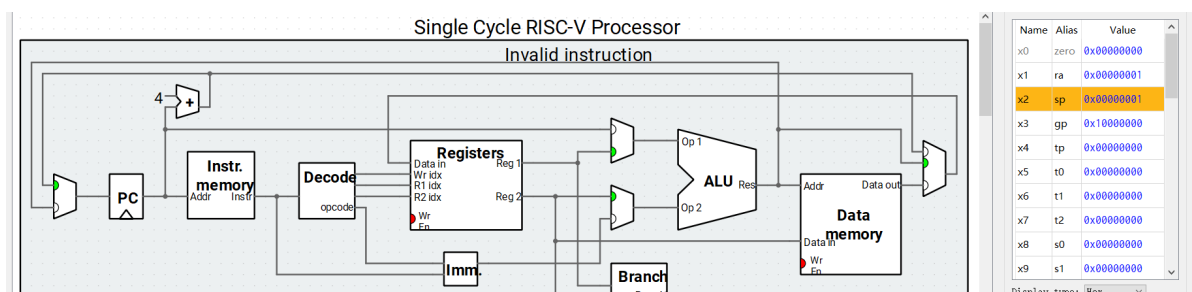 Single Cycle RISC-V Processor
Invalid instruction
4
+
PC
Instr.
memory
Addr
Instr
Decode
opcode
Registers
Data in
Wr idx
R1 idx
R2 idx
Reg 1
Reg 2
Wr
En
Imm.
Op 1
Op 2
ALU
Res
Branch
Addr
Data out
Data
memory
Data in
Wr
En
Name Alias Value
x0 zero 0x00000000
x1 ra 0x00000001
x2 sp 0x00000001
x3 gp 0x10000000
x4 tp 0x00000000
x5 t0 0x00000000
x6 t1 0x00000000
x7 t2 0x00000000
x8 s0 0x00000000
x9 s1 0x00000000
Display type: Hex